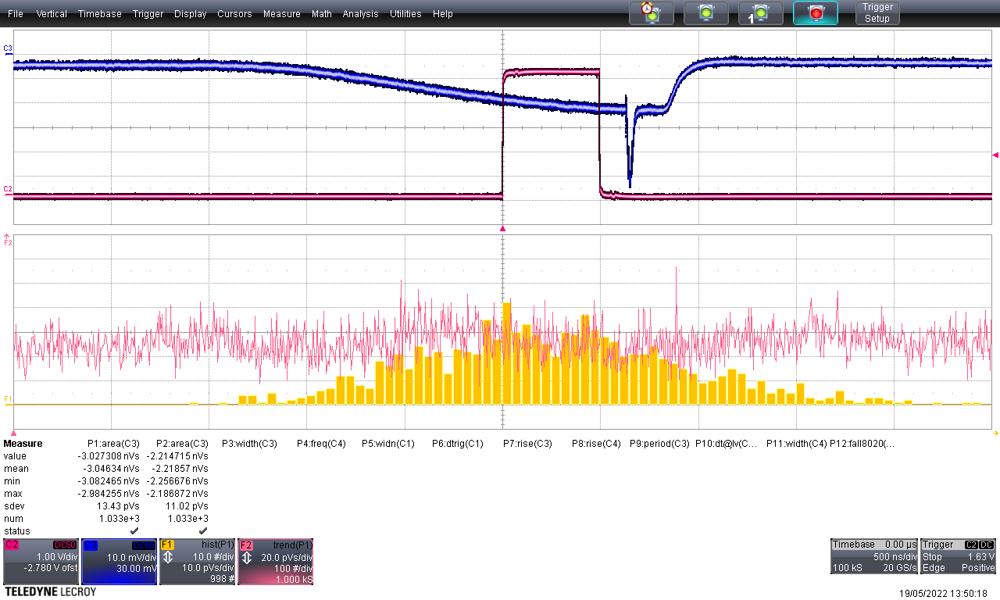 File Vertical Timebase Trigger Display Cursors Measure Math Analysis Utilities Help
1
Trigger
Setup
C3
C2
F2
F1
Measure P1:area(C3) P2:area(C3) P3:width(C3) P4:freq(C4) P5:widn(C1) P6:dtrig(C1) P7:rise(C3) P8:rise(C4) P9:period(C3) P10:dt@lv(C... P11:width(C4) P12:fall8020(...
value -3.027308 nVs -2.214715 nVs
mean -3.04634 nVs -2.21857 nVs
min -3.082465 nVs -2.256676 nVs
max -2.984255 nVs -2.186872 nVs
sdev 13.43 pVs 11.02 pVs
num 1.033e+3 1.033e+3
status
C2 DC50
1.00 V/div
-2.780 V ofst
10.0 mV/div
30.00 mV
F1 hist(P1)
10.0 #/div
10.0 pVs/div
998 #
F2 trend(P1)
20.0 pVs/div
100 #/div
1.000 kS
Timebase 0.00 µs
500 ns/div
100 kS 20 GS/s
Trigger C2 DC
Stop 1.63 V
Edge Positive
TELEDYNE LECROY
19/05/2022 13:50:18